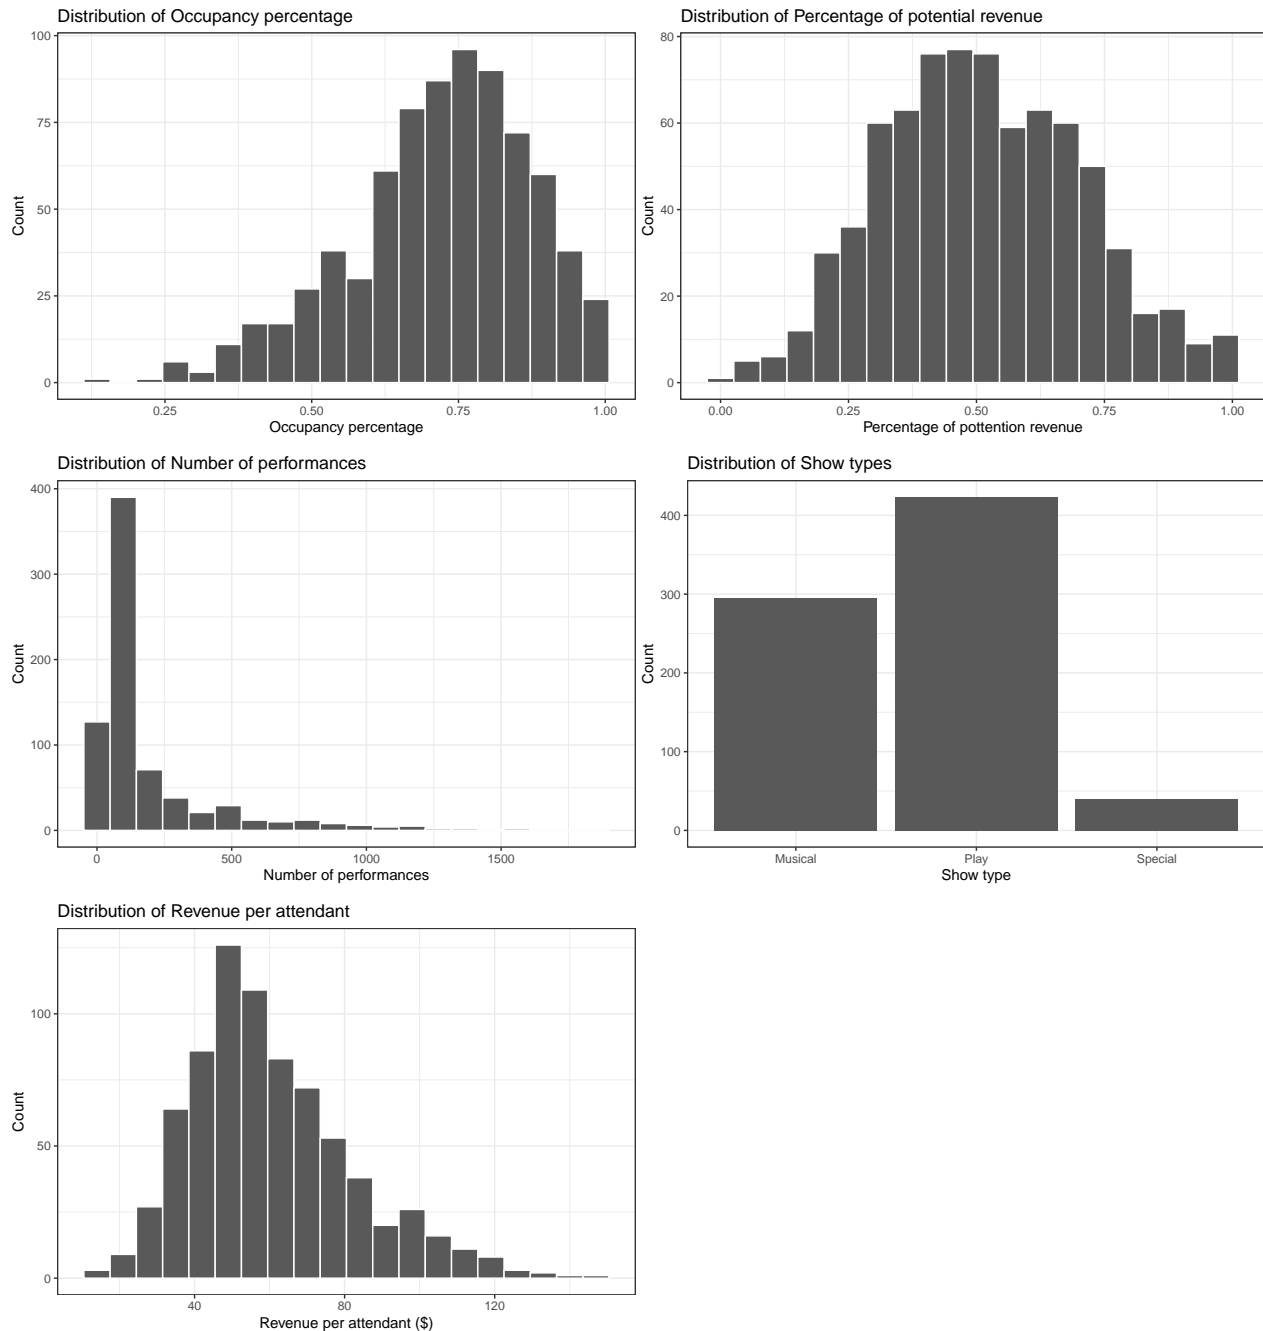 Distribution of Occupancy percentage
100
75
50
25
0
Count
0.25 0.50 0.75 1.00
Occupancy percentage
Distribution of Percentage of potential revenue
80
60
40
20
0
Count
0.00 0.25 0.50 0.75 1.00
Percentage of pottention revenue
Distribution of Number of performances
400
300
200
100
0
Count
0 500 1000 1500
Number of performances
Distribution of Show types
400
300
200
100
0
Count
Musical Play Special
Show type
Distribution of Revenue per attendant
100
50
0
Count
40 80 120
Revenue per attendant ($)